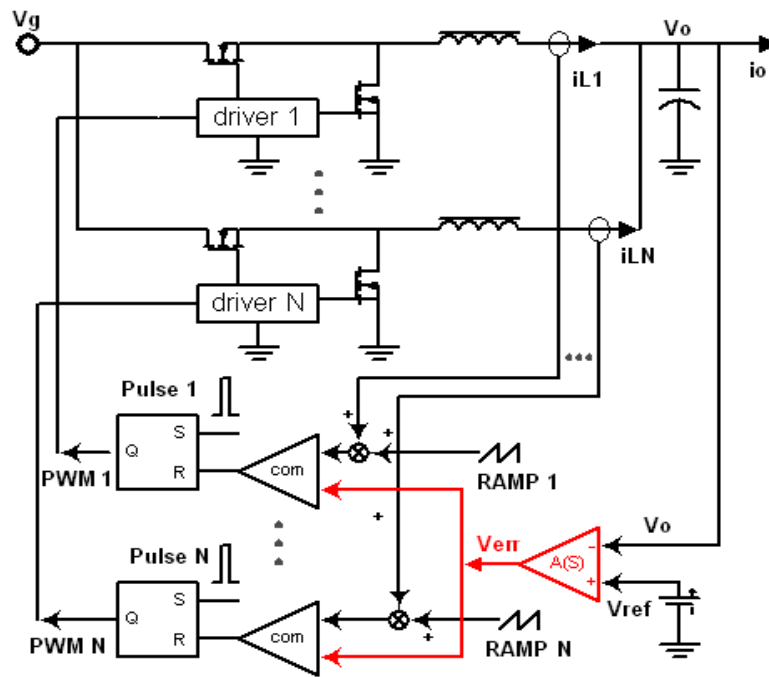 Vg
Vo
iL1
io
driver 1
iLN
driver N
Pulse 1
S
Q
R
PWM 1
com
+
+
RAMP 1
+
Verr
A(S)
-
+
Vo
Vref
Pulse N
S
Q
R
PWM N
com
+
RAMP N